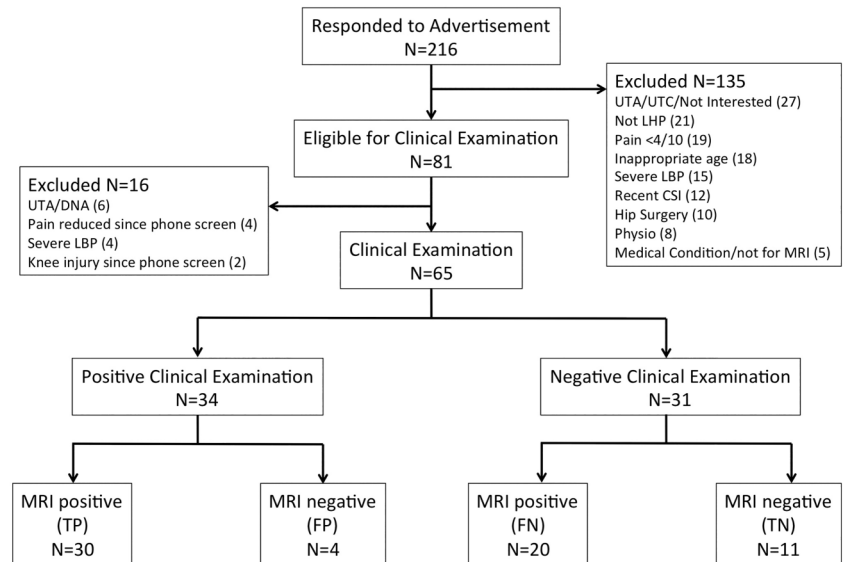 Responded to Advertisement
N=216
Excluded N=135
UTA/UTC/Not Interested (27)
Not LHP (21)
Pain <4/10 (19)
Inappropriate age (18)
Severe LBP (15)
Recent CSI (12)
Hip Surgery (10)
Physio (8)
Medical Condition/not for MRI (5)
Eligible for Clinical Examination
N=81
Excluded N=16
UTA/DNA (6)
Pain reduced since phone screen (4)
Severe LBP (4)
Knee injury since phone screen (2)
Clinical Examination
N=65
Positive Clinical Examination
N=34
Negative Clinical Examination
N=31
MRI positive
(TP)
N=30
MRI negative
(FP)
N=4
MRI positive
(FN)
N=20
MRI negative
(TN)
N=11